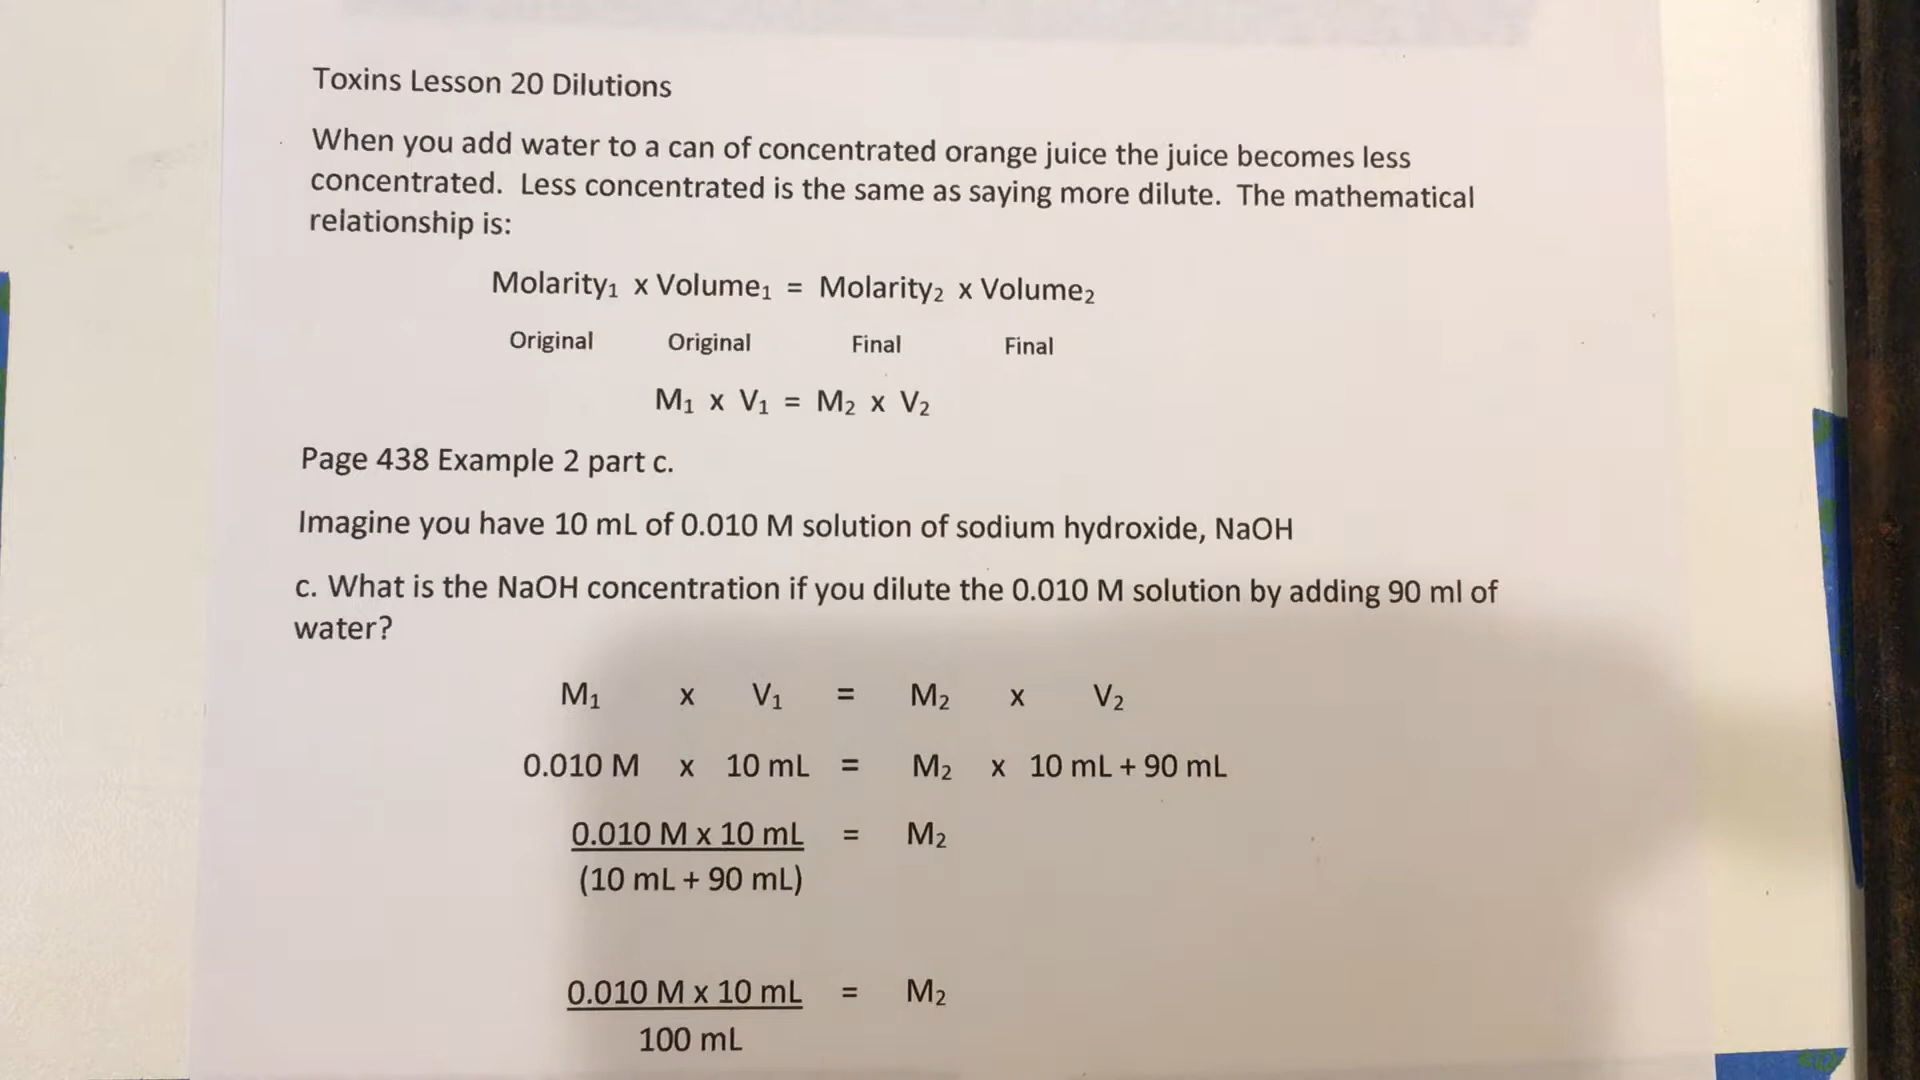 Toxins Lesson 20 Dilutions
When you add water to a can of concentrated orange juice the juice becomes less
concentrated.  Less concentrated is the same as saying more dilute.  The mathematical
relationship is:
Molarity₁ x Volume₁ = Molarity₂ x Volume₂
Original Original Final Final
M₁ x V₁ = M₂ x V₂
Page 438 Example 2 part c.
Imagine you have 10 mL of 0.010 M solution of sodium hydroxide, NaOH
c. What is the NaOH concentration if you dilute the 0.010 M solution by adding 90 ml of
water?
M₁ x V₁ = M₂ x V₂
0.010 M x 10 mL = M₂ x 10 mL + 90 mL
0.010 M x 10 mL = M₂
(10 mL + 90 mL)
0.010 M x 10 mL = M₂
100 mL